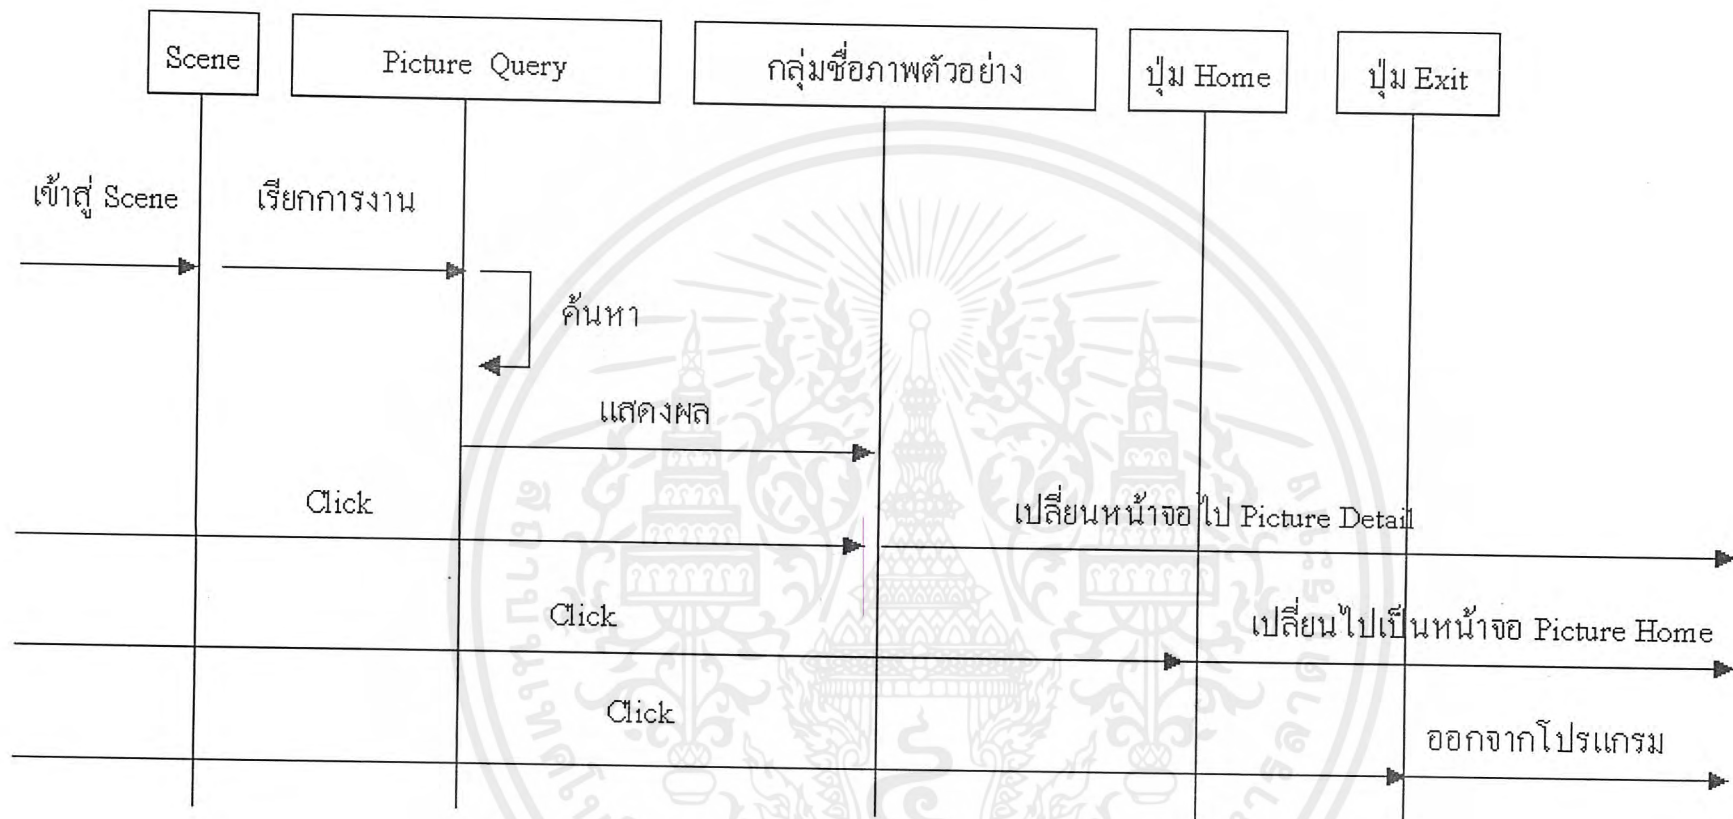 Scene
Picture Query
กลุ่มชื่อภาพตัวอย่าง
ปุ่ม Home
ปุ่ม Exit
เข้าสู่ Scene
เรียกการงาน
ค้นหา
แสดงผล
Click
เปลี่ยนหน้าจอไป Picture Detail
Click
เปลี่ยนไปเป็นหน้าจอ Picture Home
Click
ออกจากโปรแกรม